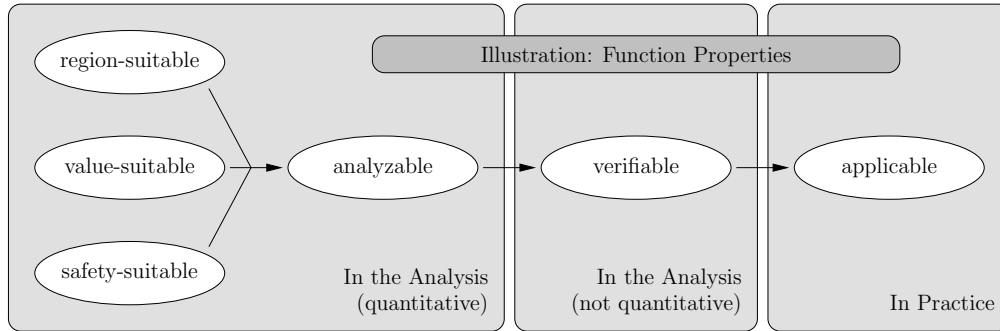 Illustration: Function Properties
region-suitable
value-suitable
safety-suitable
analyzable
verifiable
applicable
In the Analysis
(quantitative)
In the Analysis
(not quantitative)
In Practice